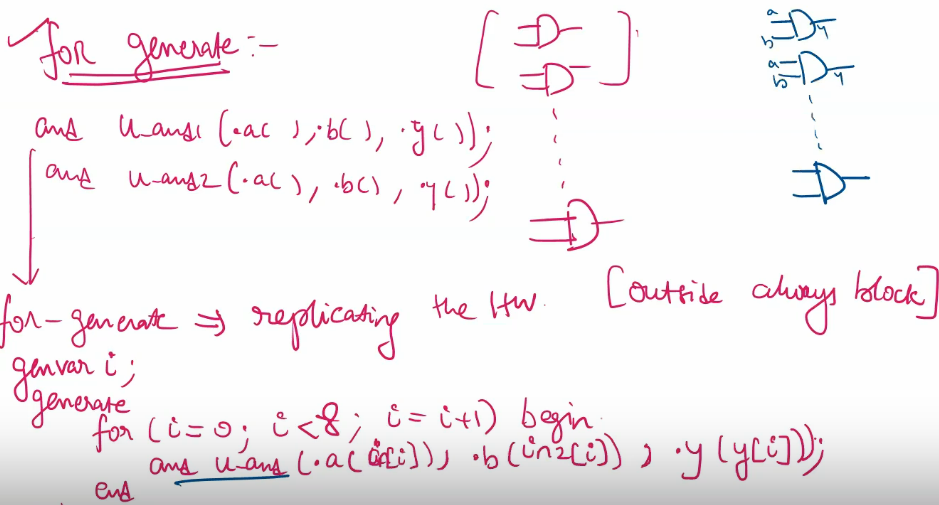 for generate :-
and u_and1 (.a( ), .b( ), .y( ));
and u_and2 (.a( ), .b( ), .y( ));
a
b
y
a
b
y
[outside always block]
for-generate ⇒ replicating the HW.
genvar i;
generate
for (i=0; i<8; i=i+1) begin
and u_and (.a(in[i]), .b(in2[i]), .y(y[i]));
end